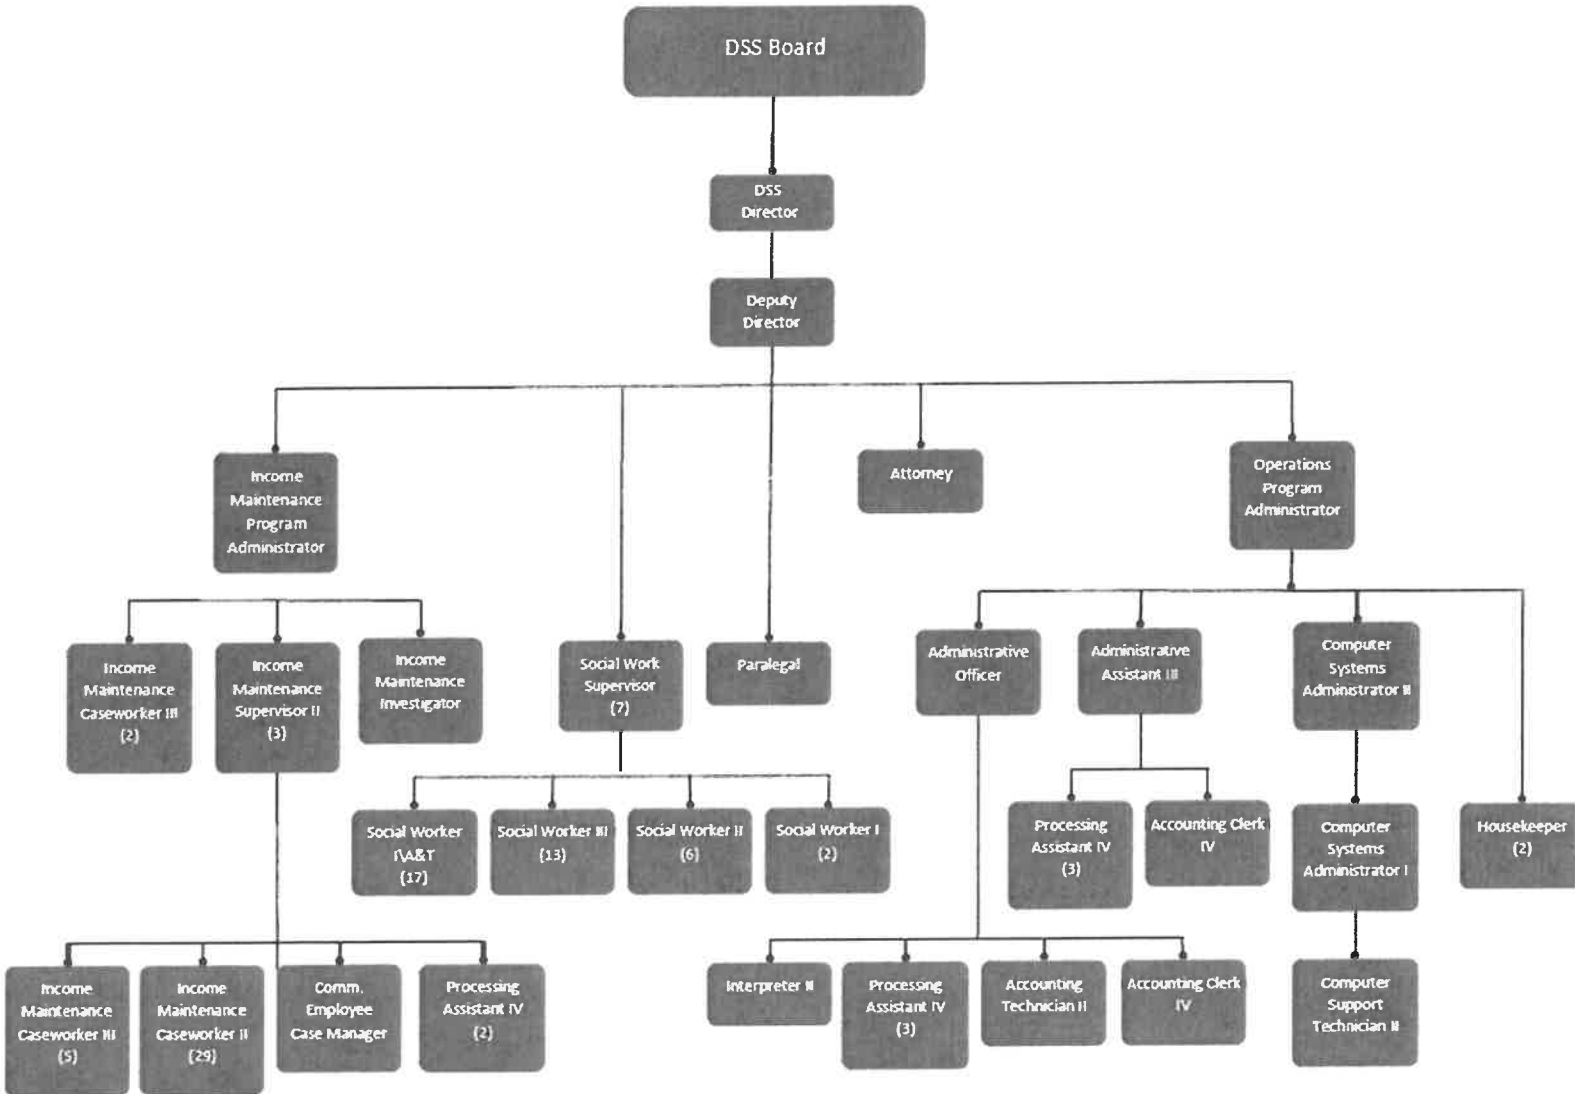 DSS Board
DSS
Director
Deputy
Director
Income
Maintenance
Program
Administrator
Attorney
Operations
Program
Administrator
Income
Maintenance
Caseworker III
(2)
Income
Maintenance
Supervisor II
(3)
Income
Maintenance
Investigator
Social Work
Supervisor
(7)
Paralegal
Administrative
Officer
Administrative
Assistant III
Computer
Systems
Administrator II
Housekeeper
(2)
Social Worker
I\A&T
(17)
Social Worker III
(13)
Social Worker II
(6)
Social Worker I
(2)
Processing
Assistant IV
(3)
Accounting Clerk
IV
Computer
Systems
Administrator I
Income
Maintenance
Caseworker III
(5)
Income
Maintenance
Caseworker II
(29)
Comm.
Employee
Case Manager
Processing
Assistant IV
(2)
Interpreter II
Processing
Assistant IV
(3)
Accounting
Technician II
Accounting Clerk
IV
Computer
Support
Technician II